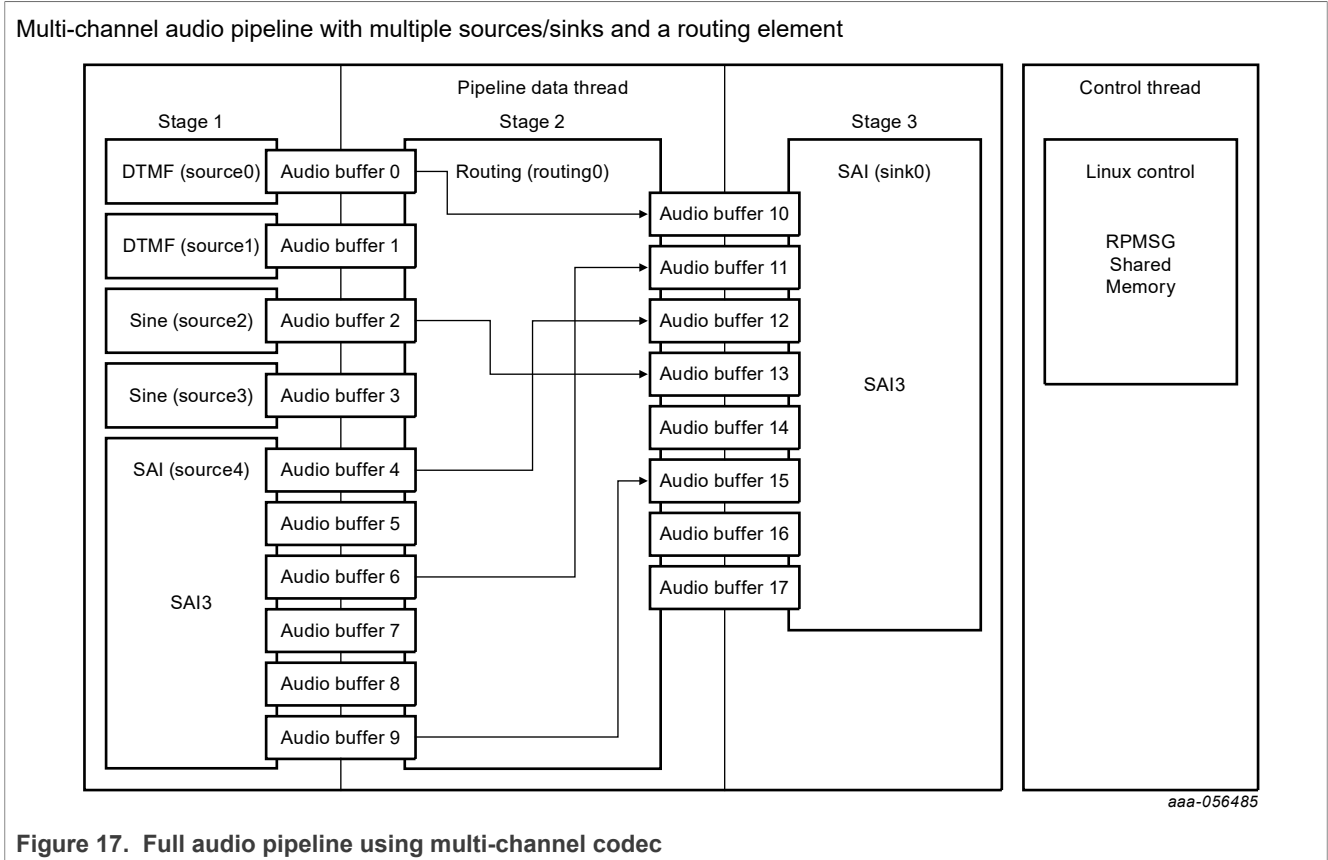 Multi-channel audio pipeline with multiple sources/sinks and a routing element
Pipeline data thread
Control thread
Stage 1
Stage 2
Stage 3
DTMF (source0)
Audio buffer 0
Routing (routing0)
SAI (sink0)
Linux control
Audio buffer 10
DTMF (source1)
Audio buffer 1
RPMSG
Shared
Memory
Audio buffer 11
Sine (source2)
Audio buffer 2
Audio buffer 12
Audio buffer 13
SAI3
Sine (source3)
Audio buffer 3
Audio buffer 14
SAI (source4)
Audio buffer 4
Audio buffer 15
Audio buffer 5
Audio buffer 16
Audio buffer 6
Audio buffer 17
SAI3
Audio buffer 7
Audio buffer 8
Audio buffer 9
aaa-056485
Figure 17. Full audio pipeline using multi-channel codec